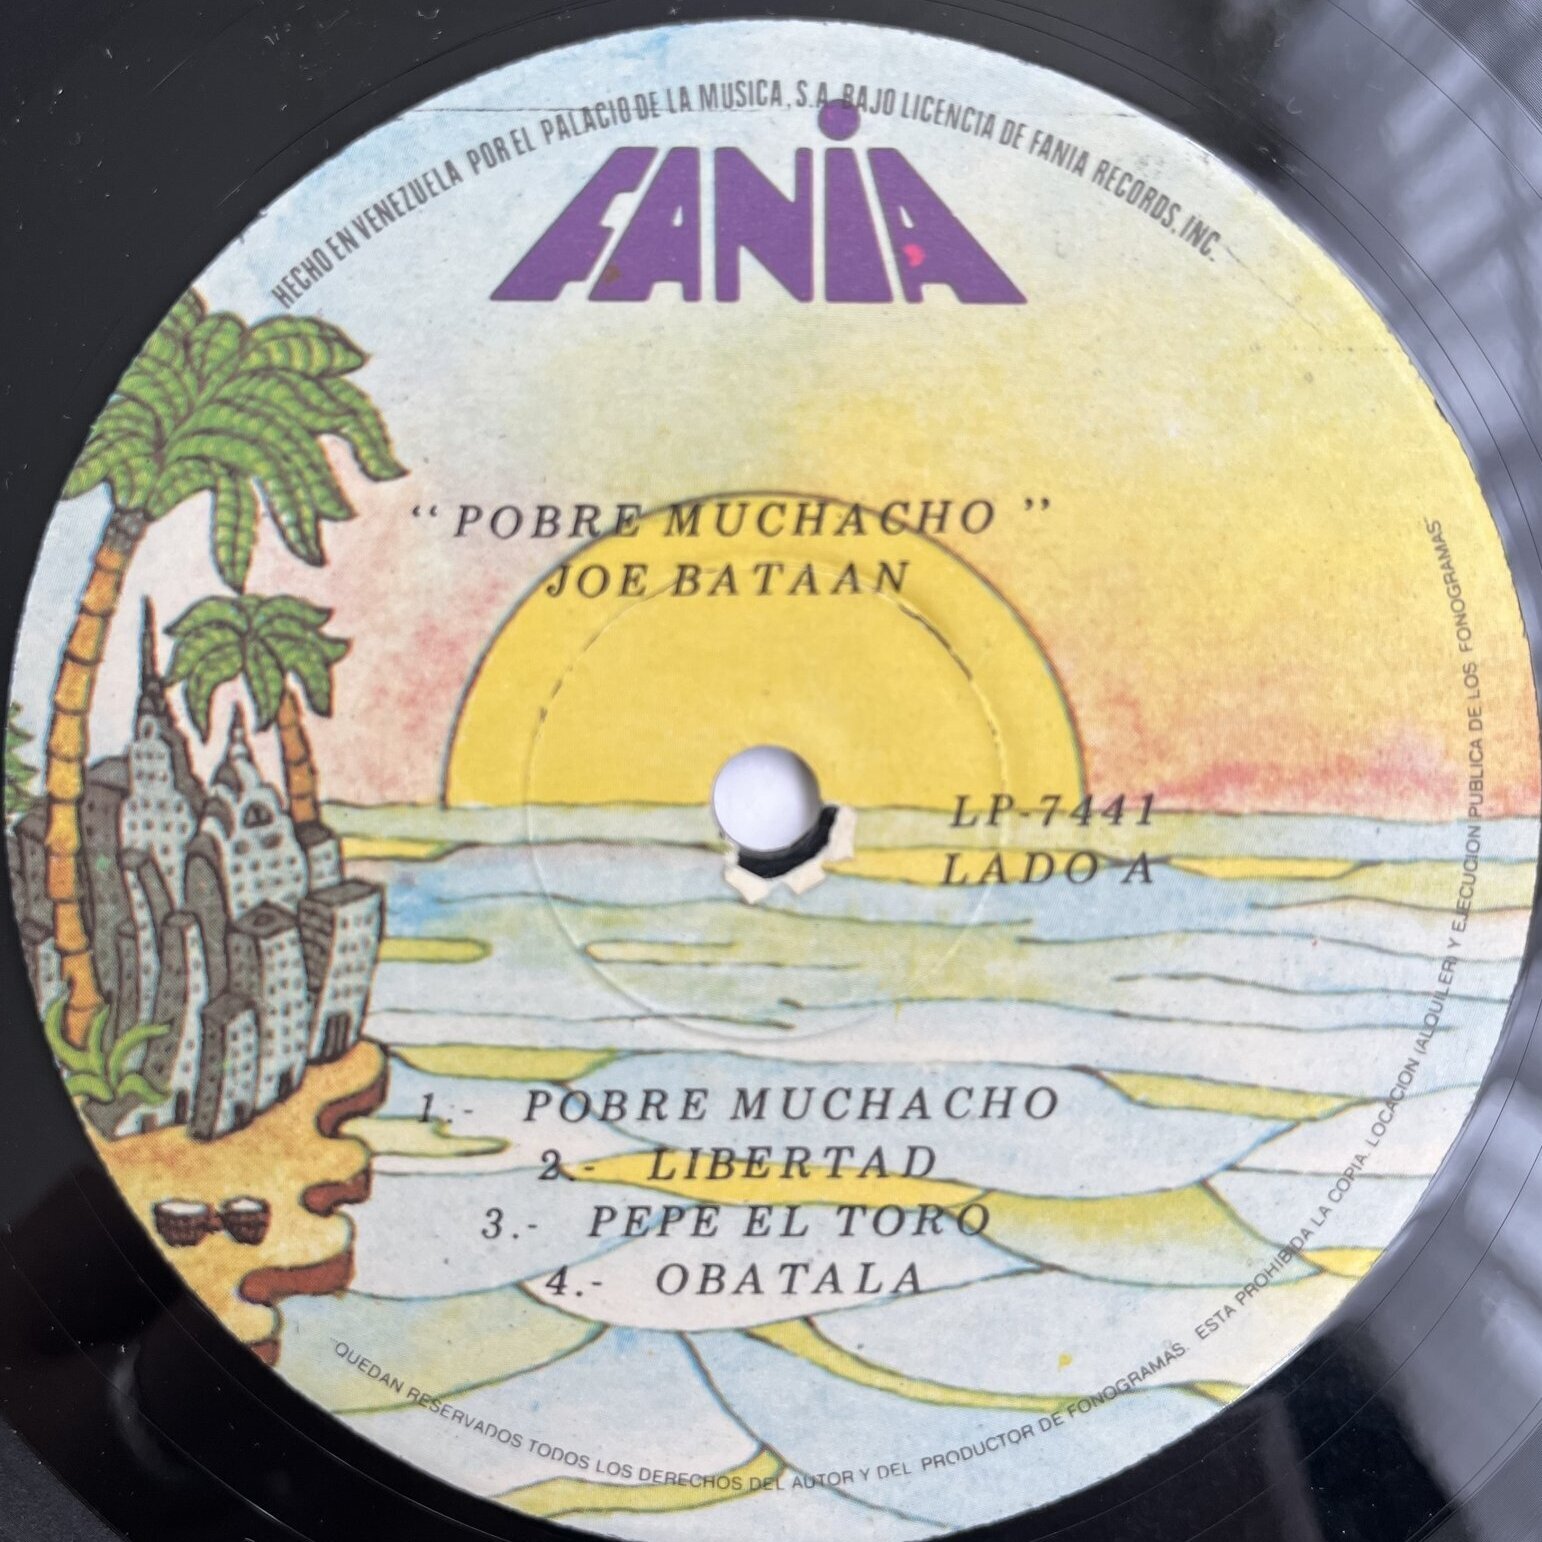 HECHO EN VENEZUELA POR EL PALACIO DE LA MUSICA, S.A. BAJO LICENCIA DE FANIA RECORDS, INC.
FANIA
“POBRE MUCHACHO”
JOE BATAAN
LP-7441
LADO A
1.- POBRE MUCHACHO
2.- LIBERTAD
3.- PEPE EL TORO
4.- OBATALA
QUEDAN RESERVADOS TODOS LOS DERECHOS DEL AUTOR Y DEL PRODUCTOR DE FONOGRAMAS. ESTA PROHIBIDA LA COPIA, LOCACION (ALQUILER) Y EJECUCION PUBLICA DE LOS FONOGRAMAS